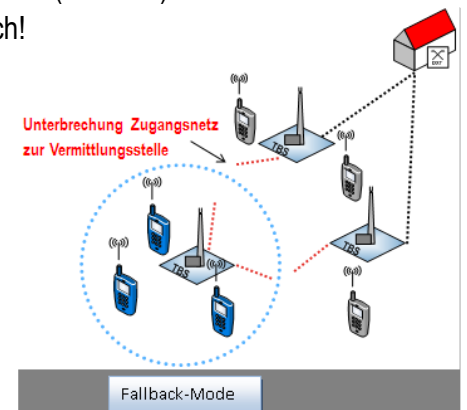 ch!
Unterbrechung Zugangsnetz
zur Vermittlungsstelle
TBS
TBS
TBS
Fallback-Mode